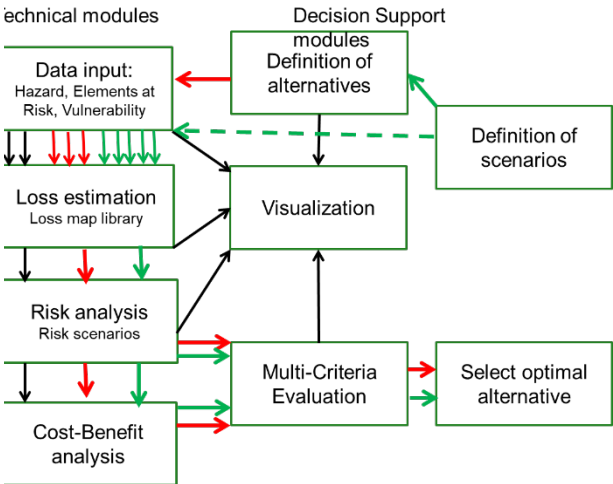 echnical modules
Decision Support
modules
Data input:
Hazard, Elements at
Risk, Vulnerability
Definition of
alternatives
Definition of
scenarios
Loss estimation
Loss map library
Visualization
Risk analysis
Risk scenarios
Multi-Criteria
Evaluation
Select optimal
alternative
Cost-Benefit
analysis